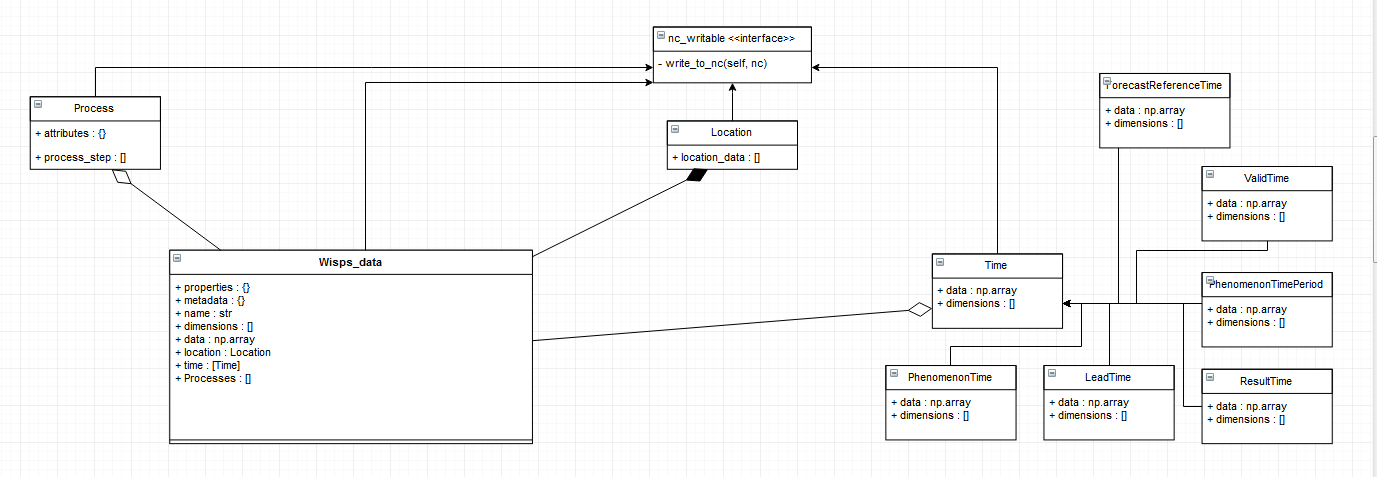 nc_writable <<interface>>
- write_to_nc(self, nc)
Process
+ attributes : {}
+ process_step : []
Location
+ location_data : []
ForecastReferenceTime
+ data : np.array
+ dimensions : []
ValidTime
+ data : np.array
+ dimensions : []
Wisps_data
+ properties : {}
+ metadata : {}
+ name : str
+ dimensions : []
+ data : np.array
+ location : Location
+ time : [Time]
+ Processes : []
Time
+ data : np.array
+ dimensions : []
PhenomenonTimePeriod
+ data : np.array
+ dimensions : []
PhenomenonTime
+ data : np.array
+ dimensions : []
LeadTime
+ data : np.array
+ dimensions : []
ResultTime
+ data : np.array
+ dimensions : []